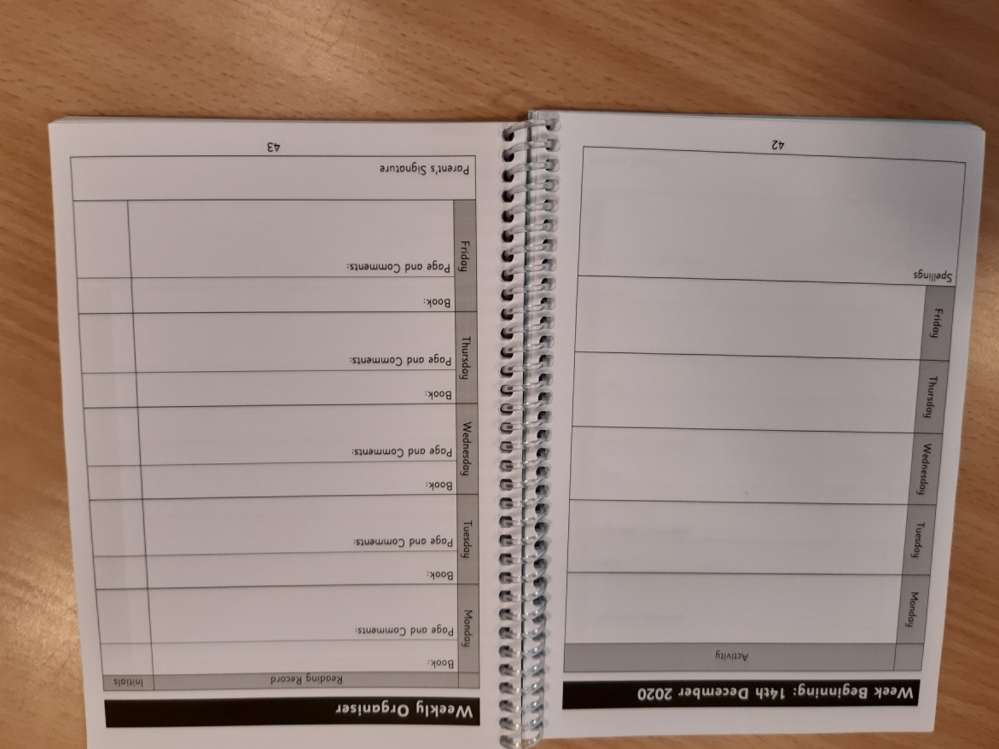 Week Beginning: 14th December 2020
Activity
Monday
Tuesday
Wednesday
Thursday
Friday
Spellings
42
Weekly Organiser
Reading Record Initials
Monday
Book:
Page and Comments:
Tuesday
Book:
Page and Comments:
Wednesday
Book:
Page and Comments:
Thursday
Book:
Page and Comments:
Friday
Book:
Page and Comments:
Parent's Signature
43